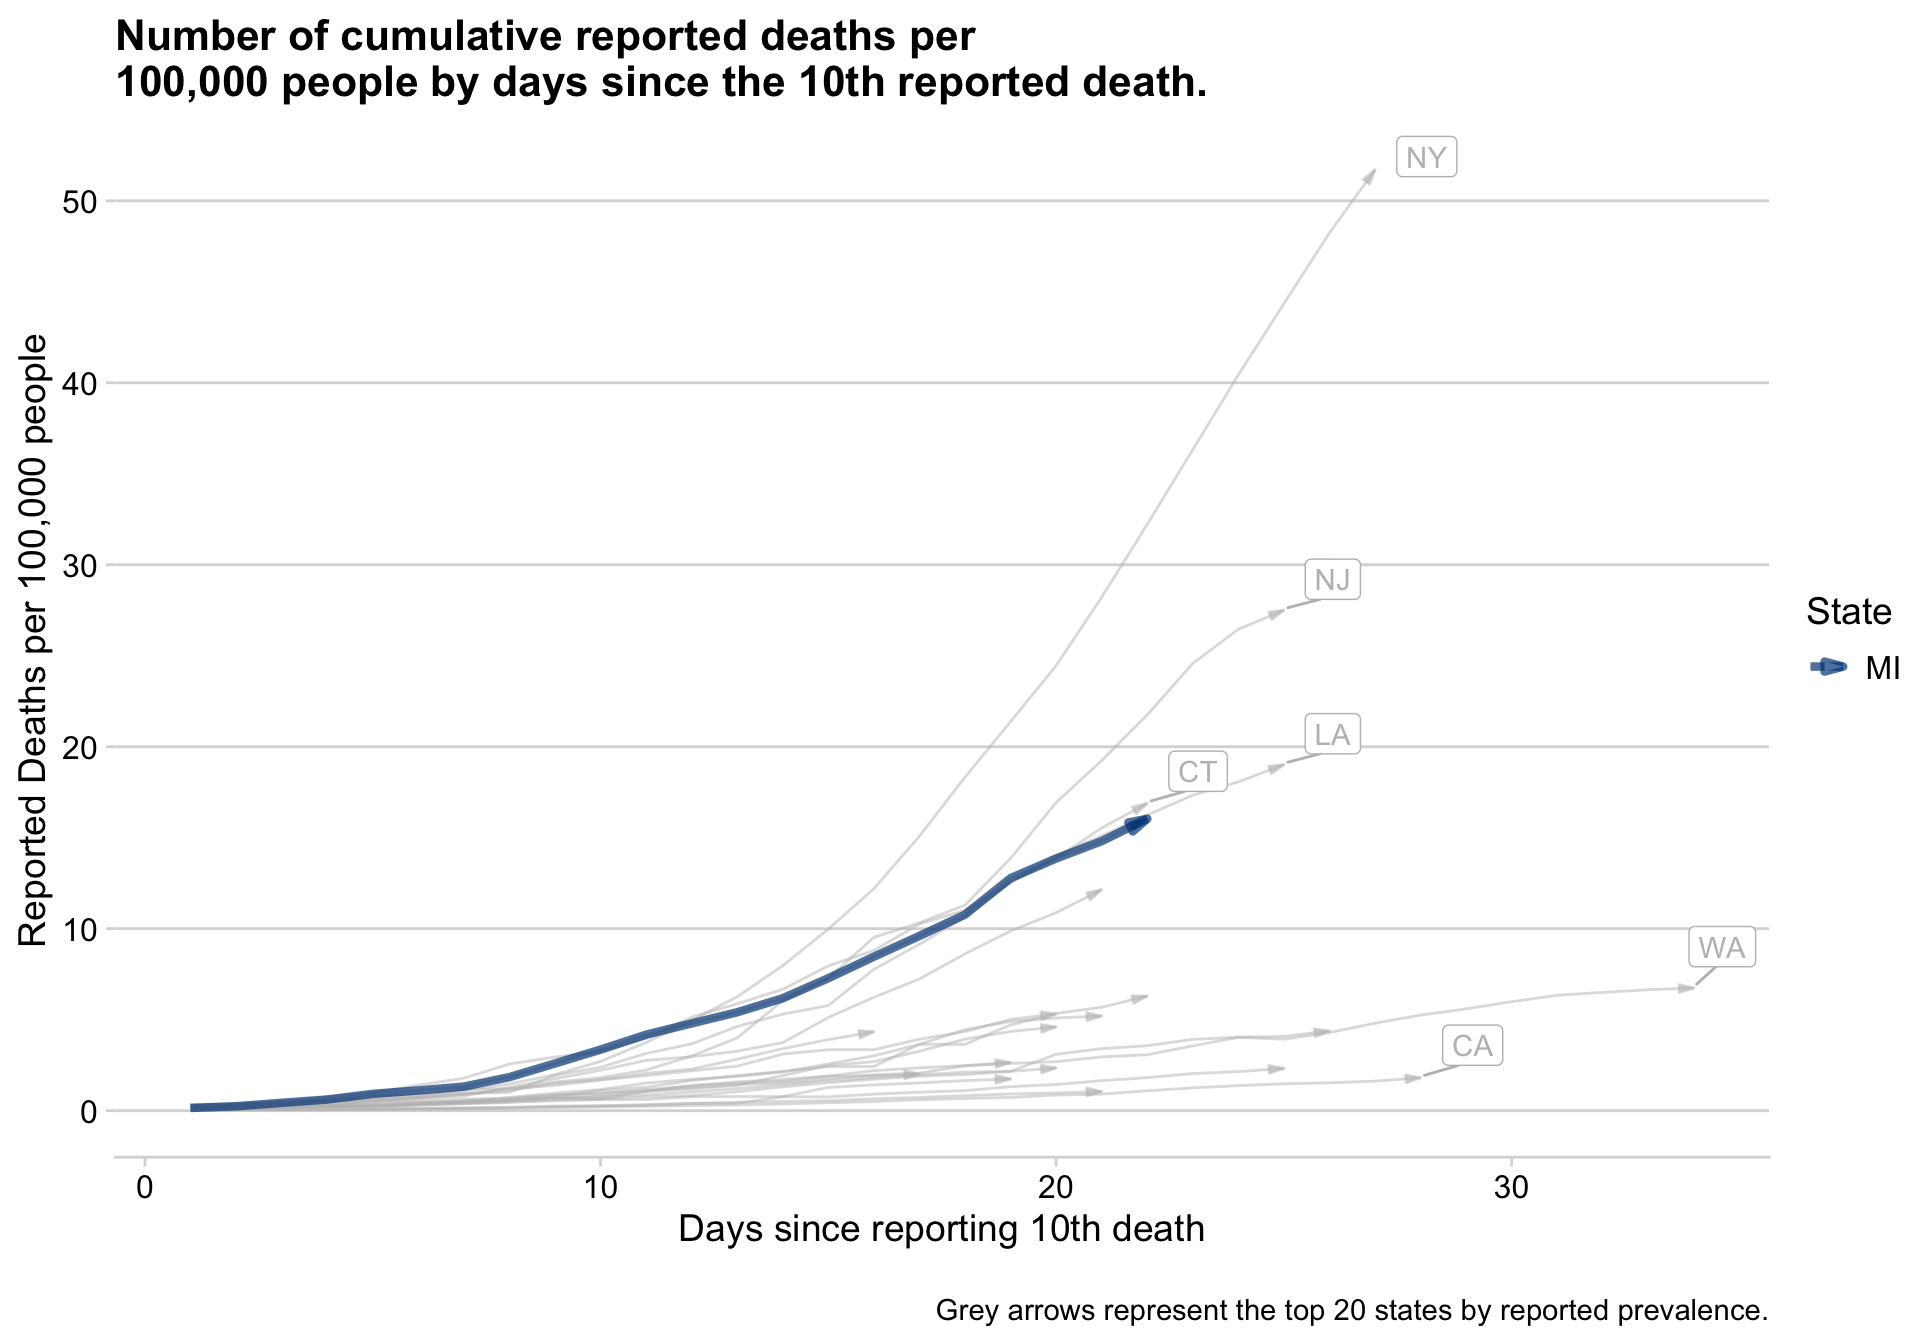 Number of cumulative reported deaths per
100,000 people by days since the 10th reported death.
Reported Deaths per 100,000 people
50
40
30
20
10
0
NY
NJ
LA
CT
WA
CA
State
MI
0 10 20 30
Days since reporting 10th death
Grey arrows represent the top 20 states by reported prevalence.